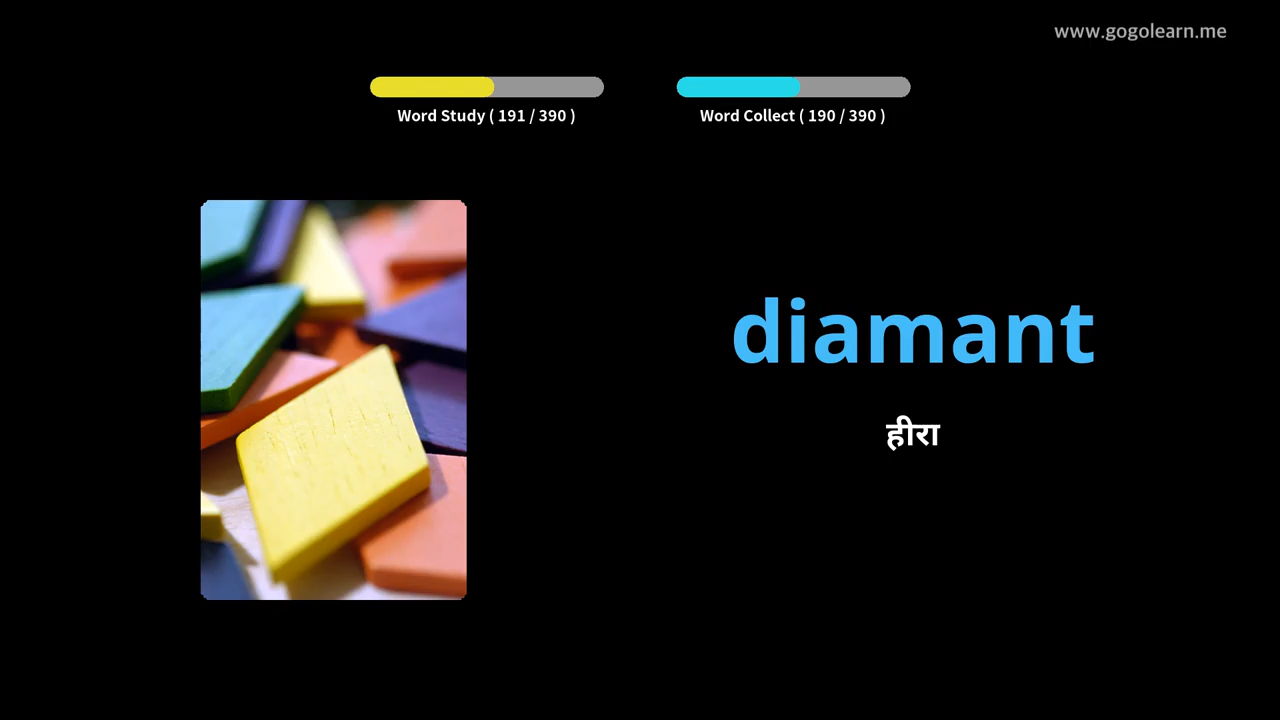 www.gogolearn.me
Word Study ( 191 / 390 )
Word Collect ( 190 / 390 )
diamant
हीरा